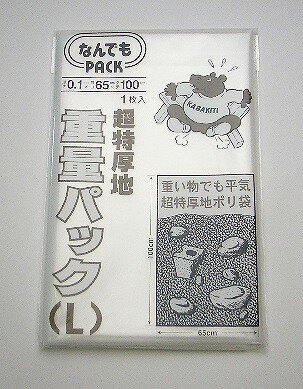 なんでも
PACK
0.1 65 100
1枚入
KABAKITI
超特厚地
重量パック
(L)
重い物でも平気
超特厚地ポリ袋
100cm
65cm